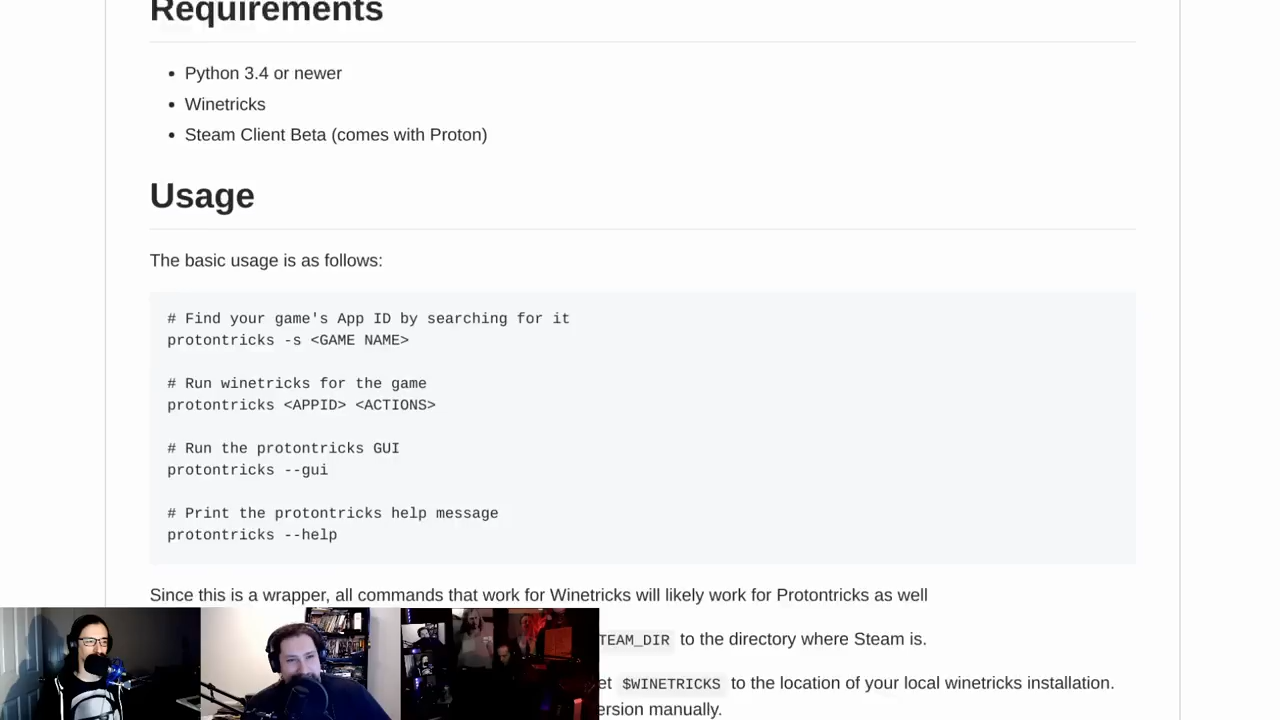 Requirements
• Python 3.4 or newer
• Winetricks
• Steam Client Beta (comes with Proton)
Usage
The basic usage is as follows:
# Find your game's App ID by searching for it
protontricks -s <GAME NAME>
# Run winetricks for the game
protontricks <APPID> <ACTIONS>
# Run the protontricks GUI
protontricks --gui
# Print the protontricks help message
protontricks --help
Since this is a wrapper, all commands that work for Winetricks will likely work for Protontricks as well
TEAM_DIR to the directory where Steam is.
et $WINETRICKS to the location of your local winetricks installation.
ersion manually.